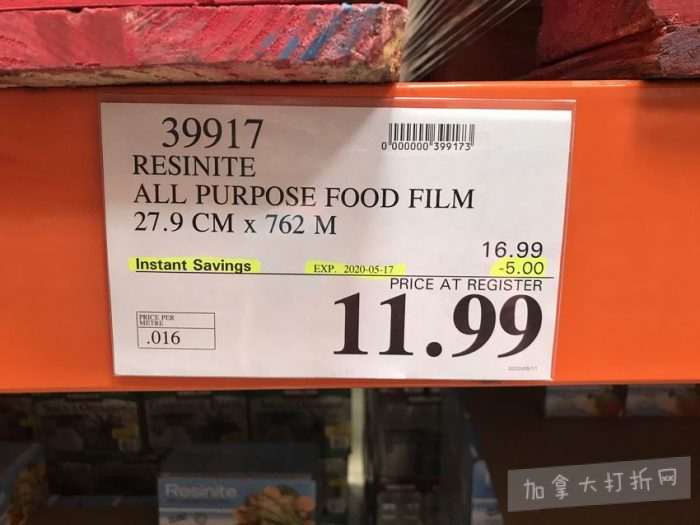 39917
0 000000 399173
RESINITE
ALL PURPOSE FOOD FILM
27.9 CM x 762 M
16.99
Instant Savings EXP. 2020-05-17 -5.00
PRICE AT REGISTER
11.99
PRICE PER
METRE
.016
Resinite
加拿大打折网